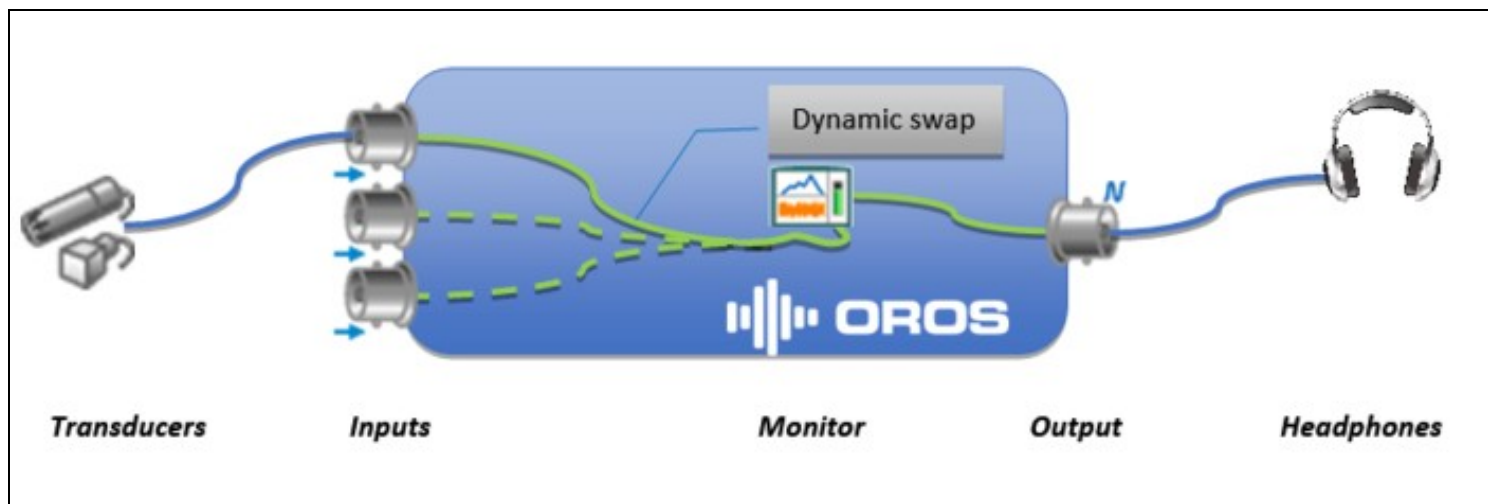 Dynamic swap
N
OROS
Transducers
Inputs
Monitor
Output
Headphones